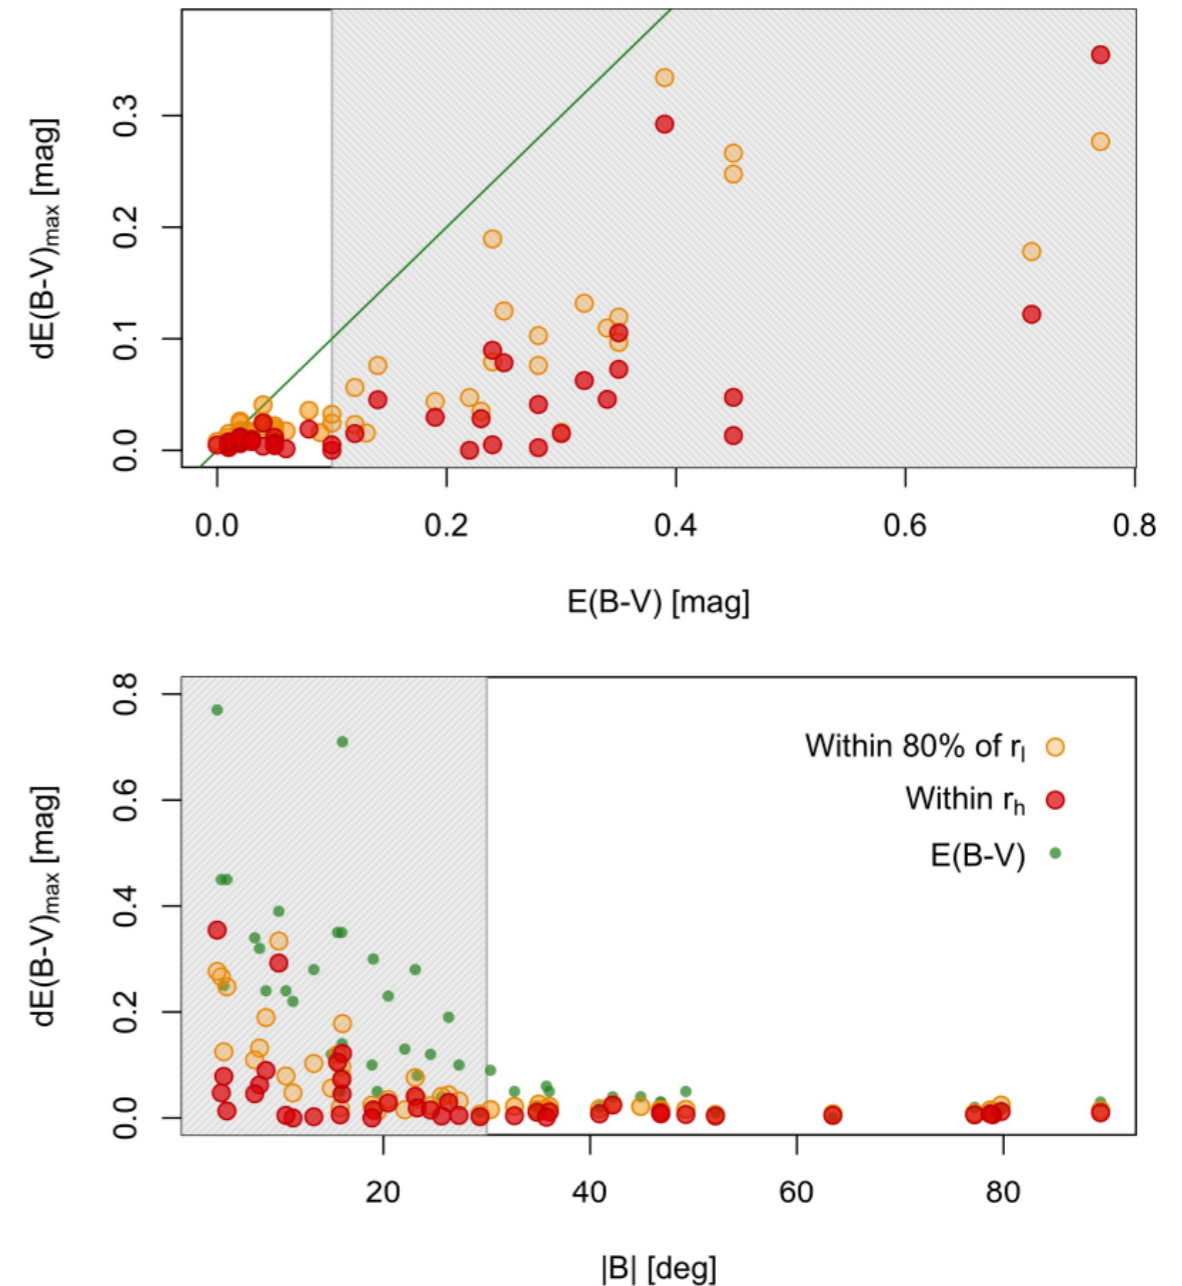 dE(B-V)max [mag]
0.0 0.1 0.2 0.3
0.0 0.2 0.4 0.6 0.8
E(B-V) [mag]
dE(B-V)max [mag]
0.0 0.2 0.4 0.6 0.8
Within 80% of rl
Within rh
E(B-V)
20 40 60 80
|B| [deg]